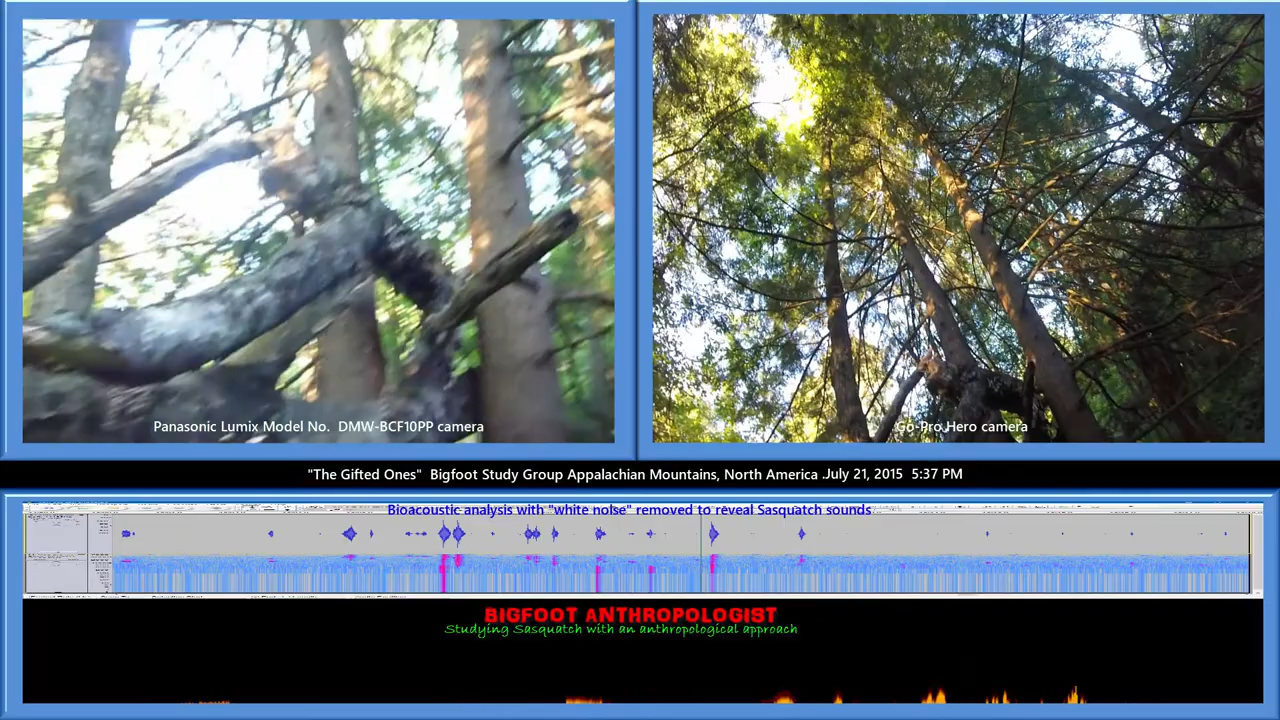 Panasonic Lumix Model No. DMW-BCF10PP camera
Go-Pro Hero camera
"The Gifted Ones" Bigfoot Study Group Appalachian Mountains, North America .July 21, 2015 5:37 PM
Bioacoustic analysis with "white noise" removed to reveal Sasquatch sounds
BIGFOOT ANTHROPOLOGIST
Studying Sasquatch with an anthropological approach